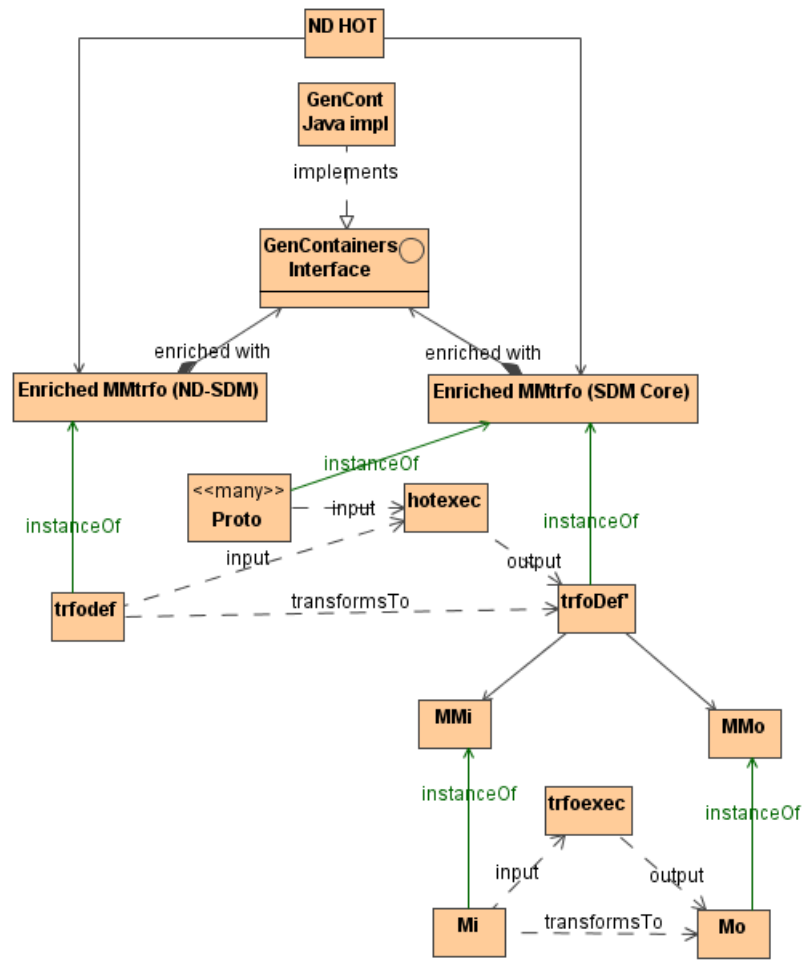 ND HOT
GenCont
Java impl
implements
GenContainers
Interface
enriched with
enriched with
Enriched MMtrfo (ND-SDM)
Enriched MMtrfo (SDM Core)
instanceOf
<<many>>
Proto
input
hotexec
instanceOf
instanceOf
input
output
trfodef
transformsTo
trfoDef'
MMi
MMo
instanceOf
trfoexec
instanceOf
input
output
Mi
transformsTo
Mo